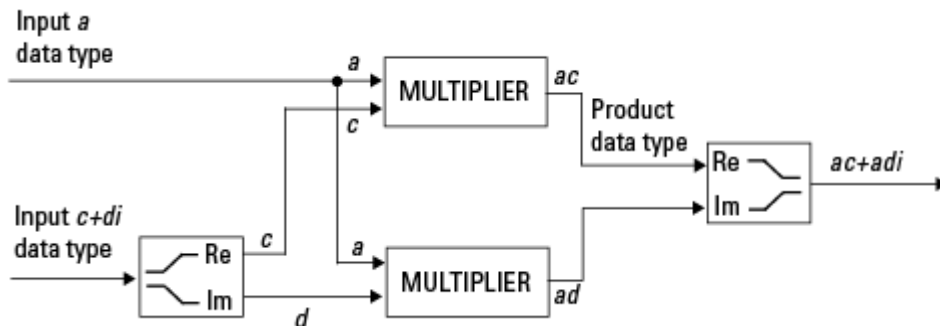 Input a
data type
a
MULTIPLIER
ac
c
Product
data type
Re
Im
ac+adi
Input c+di
data type
Re
Im
c
d
a
MULTIPLIER
ad